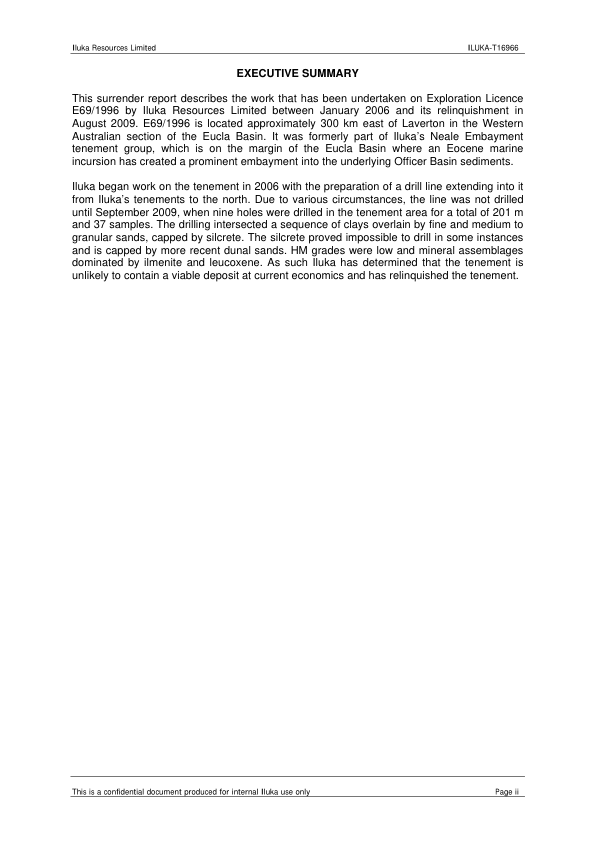 Iluka Resources Limited ILUKA-T16966
EXECUTIVE SUMMARY
This surrender report describes the work that has been undertaken on Exploration Licence
E69/1996 by Iluka Resources Limited between January 2006 and its relinquishment in
August 2009. E69/1996 is located approximately 300 km east of Laverton in the Western
Australian section of the Eucla Basin. It was formerly part of Iluka's Neale Embayment
tenement group, which is on the margin of the Eucla Basin where an Eocene marine
incursion has created a prominent embayment into the underlying Officer Basin sediments.
Iluka began work on the tenement in 2006 with the preparation of a drill line extending into it
from Iluka's tenements to the north. Due to various circumstances, the line was not drilled
until September 2009, when nine holes were drilled in the tenement area for a total of 201 m
and 37 samples. The drilling intersected a sequence of clays overlain by fine and medium to
granular sands, capped by silcrete. The silcrete proved impossible to drill in some instances
and is capped by more recent dunal sands. HM grades were low and mineral assemblages
dominated by ilmenite and leucoxene. As such Iluka has determined that the tenement is
unlikely to contain a viable deposit at current economics and has relinquished the tenement.
This is a confidential document produced for internal Iluka use only Page ii